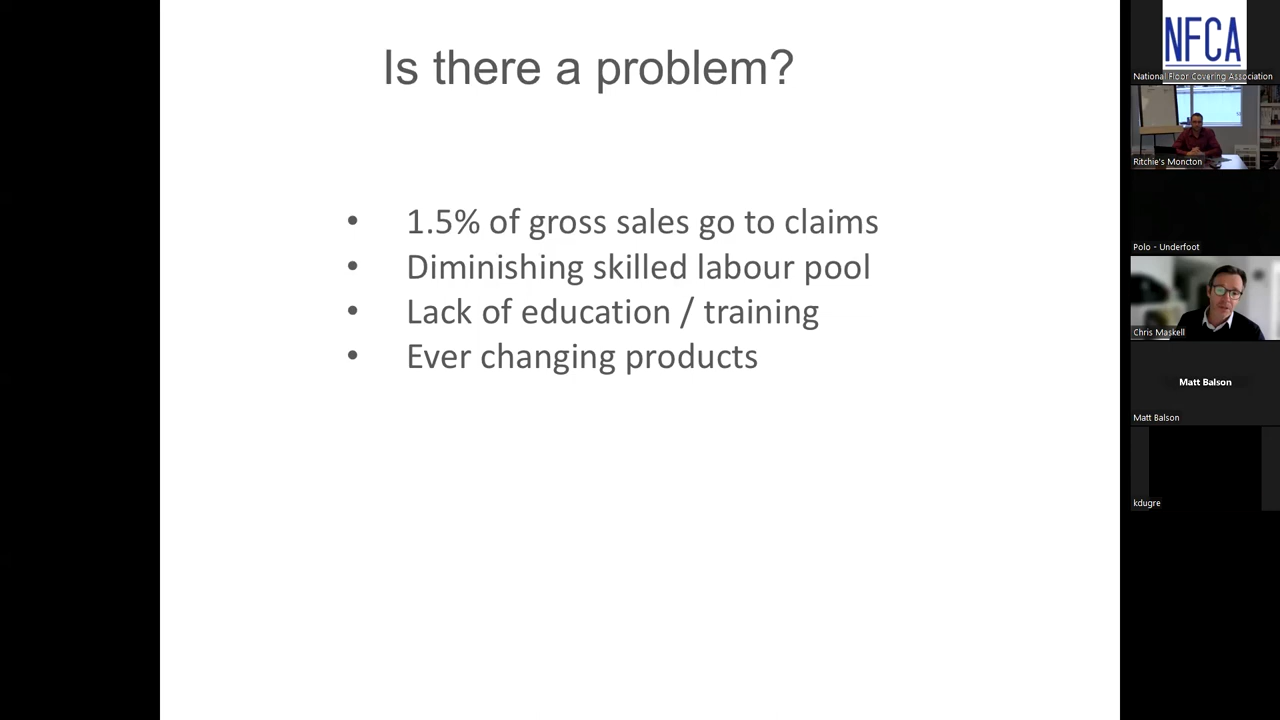 Is there a problem?
• 1.5% of gross sales go to claims
• Diminishing skilled labour pool
• Lack of education / training
• Ever changing products
NFCA
National Floor Covering Association
Ritchie's Moncton
Polo - Underfoot
Chris Maskell
Matt Balson
Matt Balson
kdugre